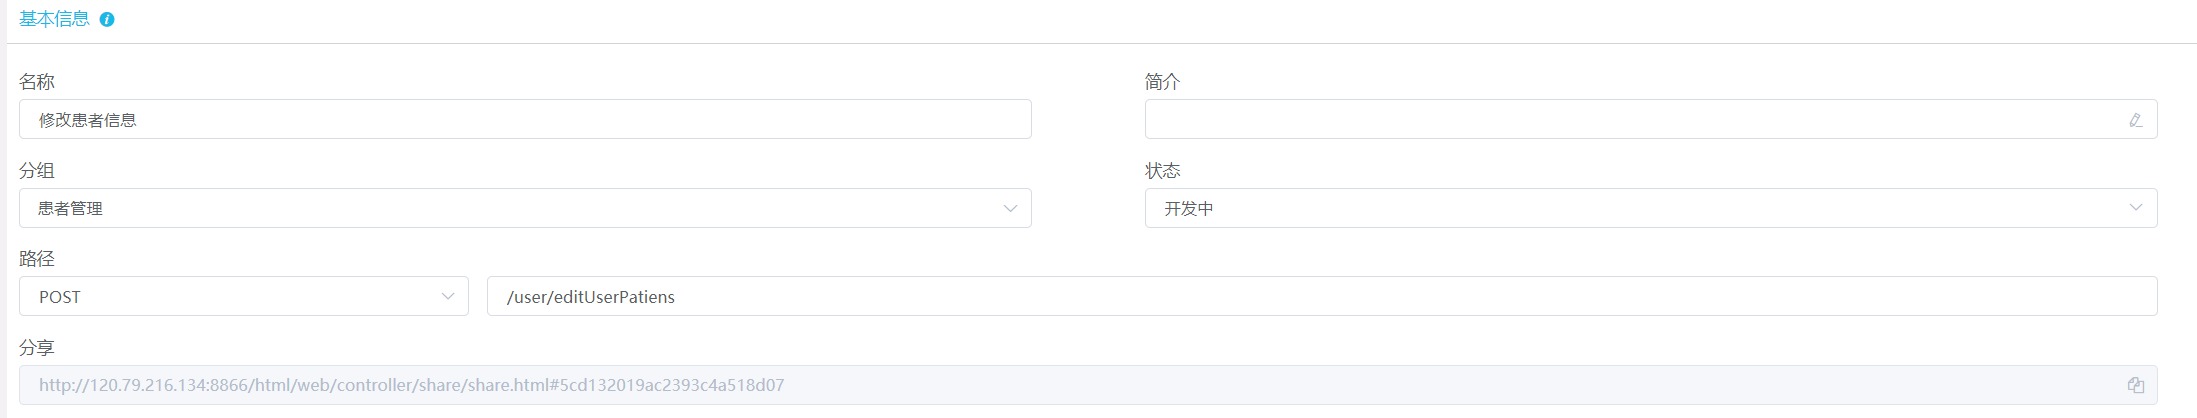 基本信息
名称
简介
修改患者信息
分组
状态
患者管理
开发中
路径
POST
/user/editUserPatiens
分享
http://120.79.216.134:8866/html/web/controller/share/share.html#5cd132019ac2393c4a518d07